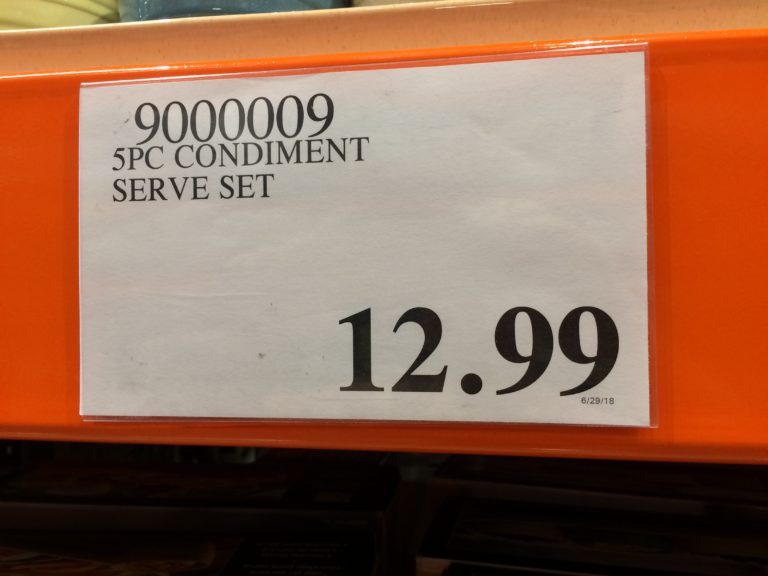 9000009
5PC CONDIMENT
SERVE SET
12.99
6/29/18